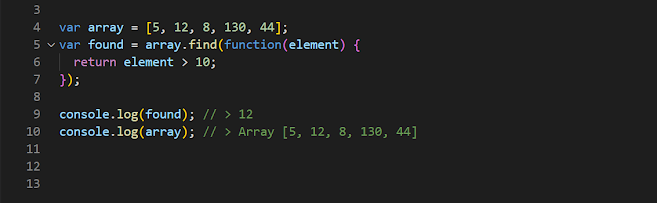 3
4 var array = [5, 12, 8, 130, 44];
5 var found = array.find(function(element) {
6   return element > 10;
7 });
8
9 console.log(found); // > 12
10 console.log(array); // > Array [5, 12, 8, 130, 44]
11
12
13